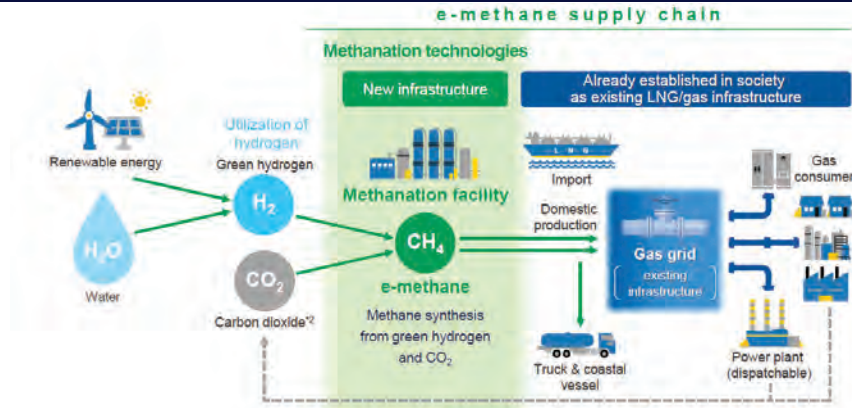 e-methane supply chain
Methanation technologies
New infrastructure
Already established in society
as existing LNG/gas infrastructure
Renewable energy
Utilization of
hydrogen
Green hydrogen
H₂
H₂O
Water
CO₂
Carbon dioxide*²
Methanation facility
CH₄
e-methane
Methane synthesis
from green hydrogen
and CO₂
LNG
Import
Domestic
production
Truck & coastal
vessel
Gas grid
existing
infrastructure
Gas
consumer
Power plant
(dispatchable)